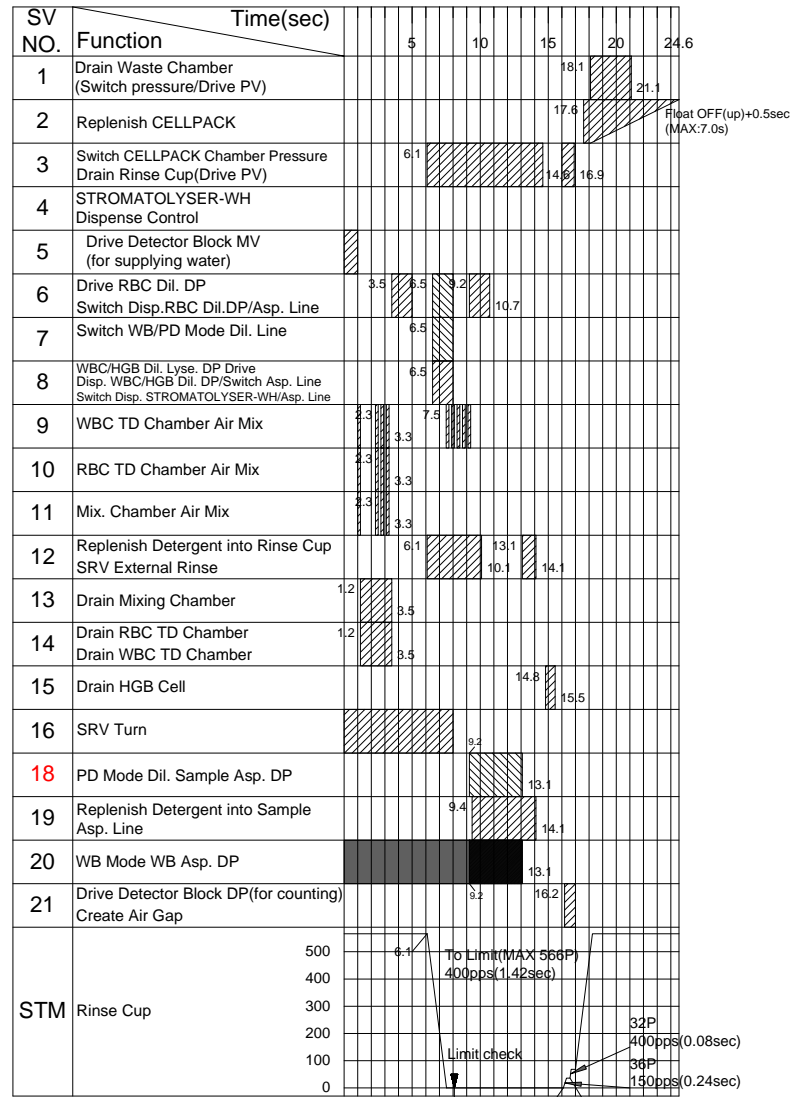 SV NO. Time(sec) Function 5 10 15 20 24.6
1 Drain Waste Chamber (Switch pressure/Drive PV) 18.1 21.1
2 Replenish CELLPACK 17.6 Float OFF(up)+0.5sec (MAX:7.0s)
3 Switch CELLPACK Chamber Pressure Drain Rinse Cup(Drive PV) 6.1 14.6 16.9
4 STROMATOLYSER-WH Dispense Control
5 Drive Detector Block MV (for supplying water)
6 Drive RBC Dil. DP Switch Disp.RBC Dil.DP/Asp. Line 3.5 6.5 9.2 10.7
7 Switch WB/PD Mode Dil. Line 6.5
8 WBC/HGB Dil. Lyse. DP Drive Disp. WBC/HGB Dil. DP/Switch Asp. Line Switch Disp. STROMATOLYSER-WH/Asp. Line 6.5
9 WBC TD Chamber Air Mix 2.3 3.3 7.5
10 RBC TD Chamber Air Mix 2.3 3.3
11 Mix. Chamber Air Mix 2.3 3.3
12 Replenish Detergent into Rinse Cup SRV External Rinse 6.1 10.1 13.1 14.1
13 Drain Mixing Chamber 1.2 3.5
14 Drain RBC TD Chamber Drain WBC TD Chamber 1.2 3.5
15 Drain HGB Cell 14.8 15.5
16 SRV Turn
18 PD Mode Dil. Sample Asp. DP 9.2 13.1
19 Replenish Detergent into Sample Asp. Line 9.4 14.1
20 WB Mode WB Asp. DP 13.1
21 Drive Detector Block DP(for counting) Create Air Gap 9.2 16.2
STM Rinse Cup
500 6.1 To Limit(MAX 566P)
400 400pps(1.42sec)
300
200 32P
100 Limit check 400pps(0.08sec)
36P
0 150pps(0.24sec)